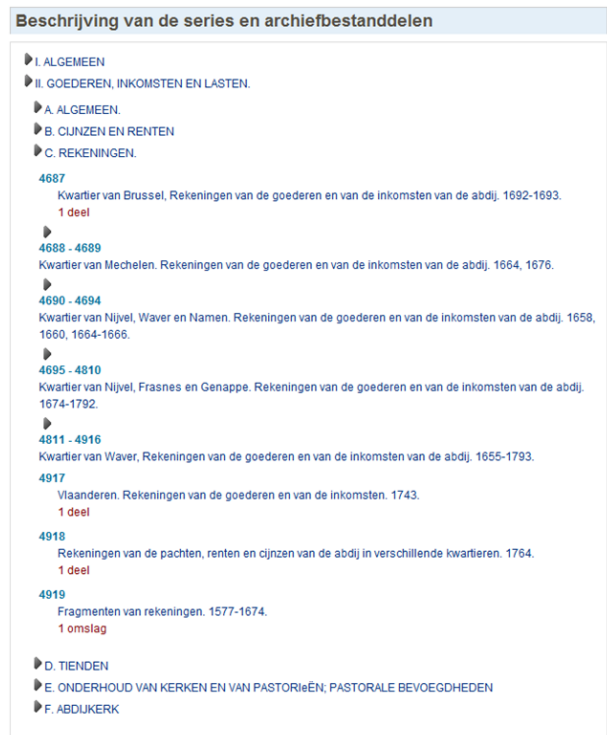 Beschrijving van de series en archiefbestanddelen
I. ALGEMEEN
II. GOEDEREN, INKOMSTEN EN LASTEN.
A. ALGEMEEN.
B. CIJNZEN EN RENTEN
C. REKENINGEN.
4687
Kwartier van Brussel, Rekeningen van de goederen en van de inkomsten van de abdij. 1692-1693.
1 deel
4688 - 4689
Kwartier van Mechelen. Rekeningen van de goederen en van de inkomsten van de abdij. 1664, 1676.
4690 - 4694
Kwartier van Nijvel, Waver en Namen. Rekeningen van de goederen en van de inkomsten van de abdij. 1658,
1660, 1664-1666.
4695 - 4810
Kwartier van Nijvel, Frasnes en Genappe. Rekeningen van de goederen en van de inkomsten van de abdij.
1674-1792.
4811 - 4916
Kwartier van Waver, Rekeningen van de goederen en van de inkomsten van de abdij. 1655-1793.
4917
Vlaanderen. Rekeningen van de goederen en van de inkomsten. 1743.
1 deel
4918
Rekeningen van de pachten, renten en cijnzen van de abdij in verschillende kwartieren. 1764.
1 deel
4919
Fragmenten van rekeningen. 1577-1674.
1 omslag
D. TIENDEN
E. ONDERHOUD VAN KERKEN EN VAN PASTORIeËN; PASTORALE BEVOEGDHEDEN
F. ABDIJKERK